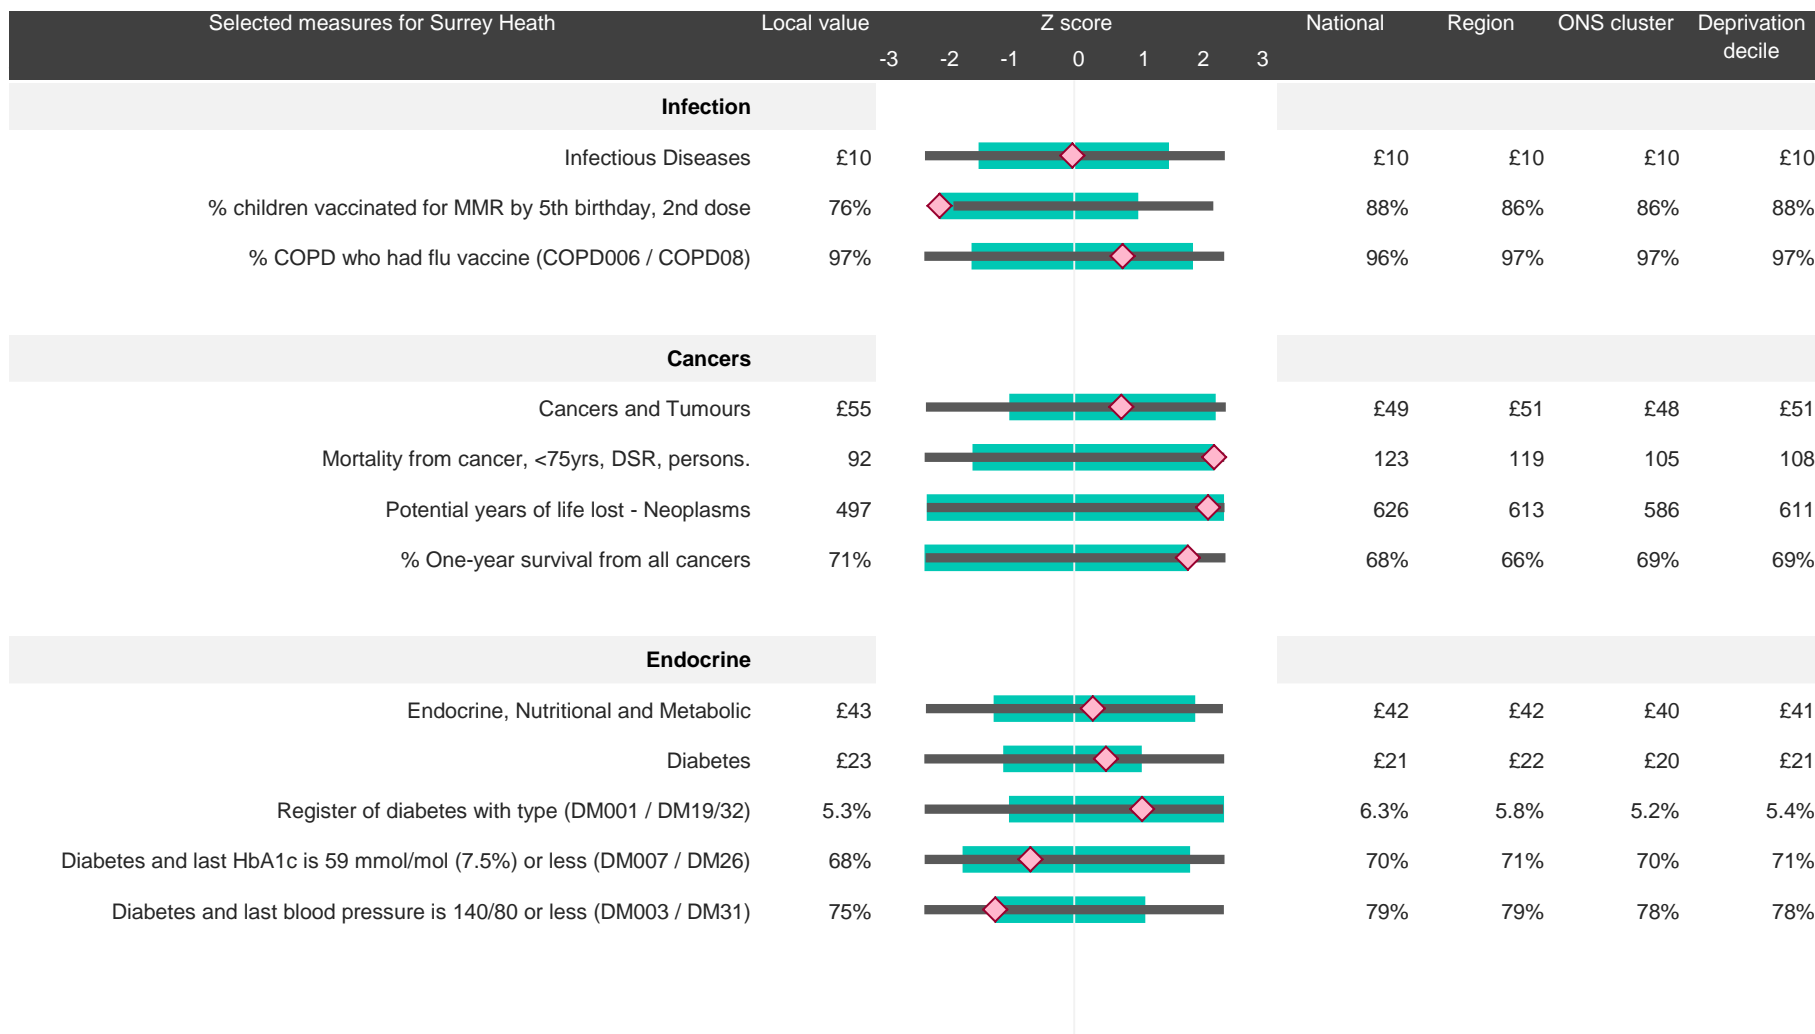 Selected measures for Surrey Heath Local value Z score National Region ONS cluster Deprivation decile
-3 -2 -1 0 1 2 3
Infection
Infectious Diseases £10 £10 £10 £10 £10
% children vaccinated for MMR by 5th birthday, 2nd dose 76% 88% 86% 86% 88%
% COPD who had flu vaccine (COPD006 / COPD08) 97% 96% 97% 97% 97%
Cancers
Cancers and Tumours £55 £49 £51 £48 £51
Mortality from cancer, <75yrs, DSR, persons. 92 123 119 105 108
Potential years of life lost - Neoplasms 497 626 613 586 611
% One-year survival from all cancers 71% 68% 66% 69% 69%
Endocrine
Endocrine, Nutritional and Metabolic £43 £42 £42 £40 £41
Diabetes £23 £21 £22 £20 £21
Register of diabetes with type (DM001 / DM19/32) 5.3% 6.3% 5.8% 5.2% 5.4%
Diabetes and last HbA1c is 59 mmol/mol (7.5%) or less (DM007 / DM26) 68% 70% 71% 70% 71%
Diabetes and last blood pressure is 140/80 or less (DM003 / DM31) 75% 79% 79% 78% 78%